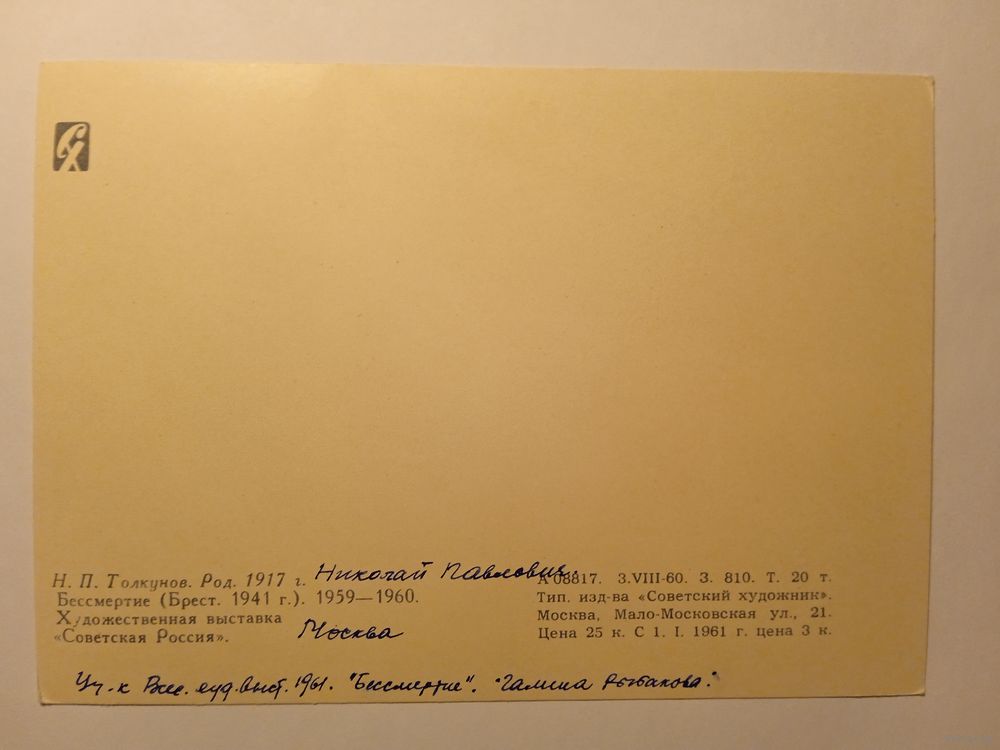 СХ
Н. П. Толкунов. Род. 1917 г. Николай Павлович.
Бессмертие (Брест. 1941 г.). 1959—1960.
Художественная выставка
«Советская Россия». Москва
А 08817. 3.VIII-60. З. 810. Т. 20 т.
Тип. изд-ва «Советский художник».
Москва, Мало-Московская ул., 21.
Цена 25 к. С 1. I. 1961 г. цена 3 к.
Уч-к Всес. худ. выст. 1961. "Бессмертие". "Галина Рыбакова."